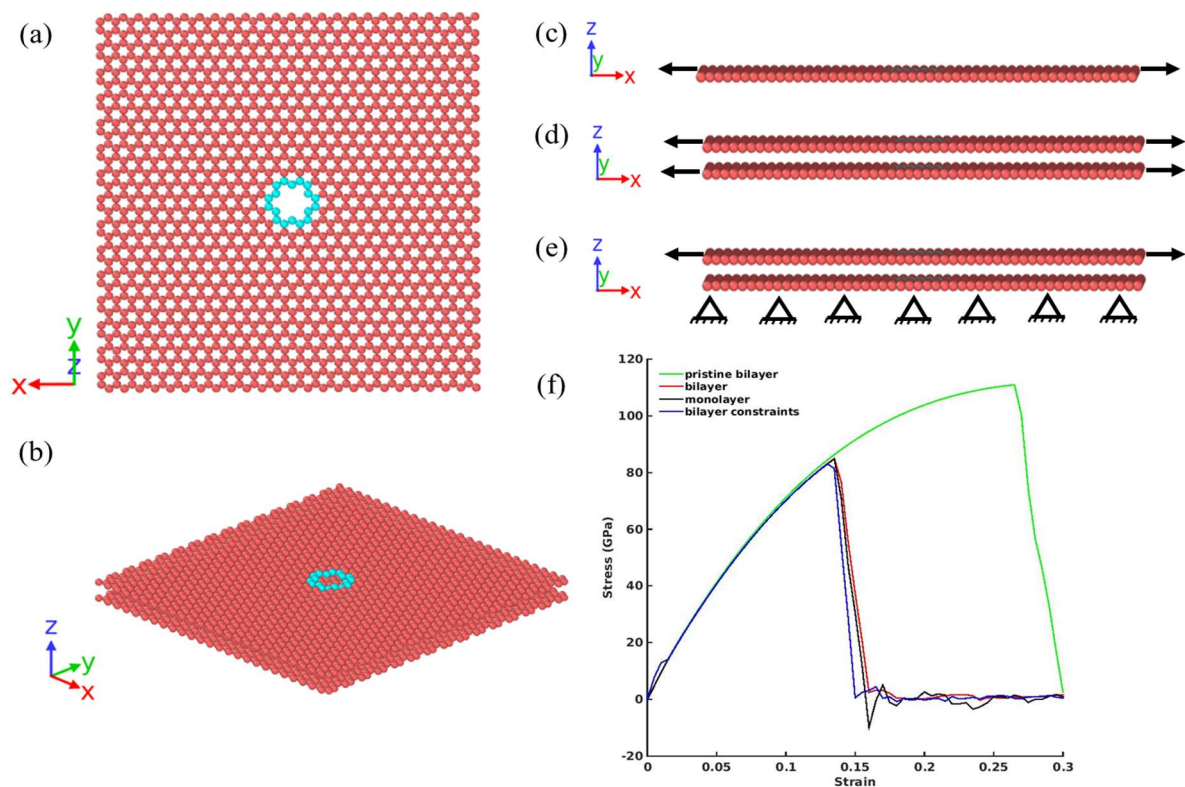 (a)
y
z
x
(b)
z
y
x
(c)
z
y
x
(d)
z
y
x
(e)
z
y
x
(f)
120
100
80
60
40
20
0
-20
Stress (GPa)
pristine bilayer
bilayer
monolayer
bilayer constraints
0 0.05 0.1 0.15 0.2 0.25 0.3
Strain